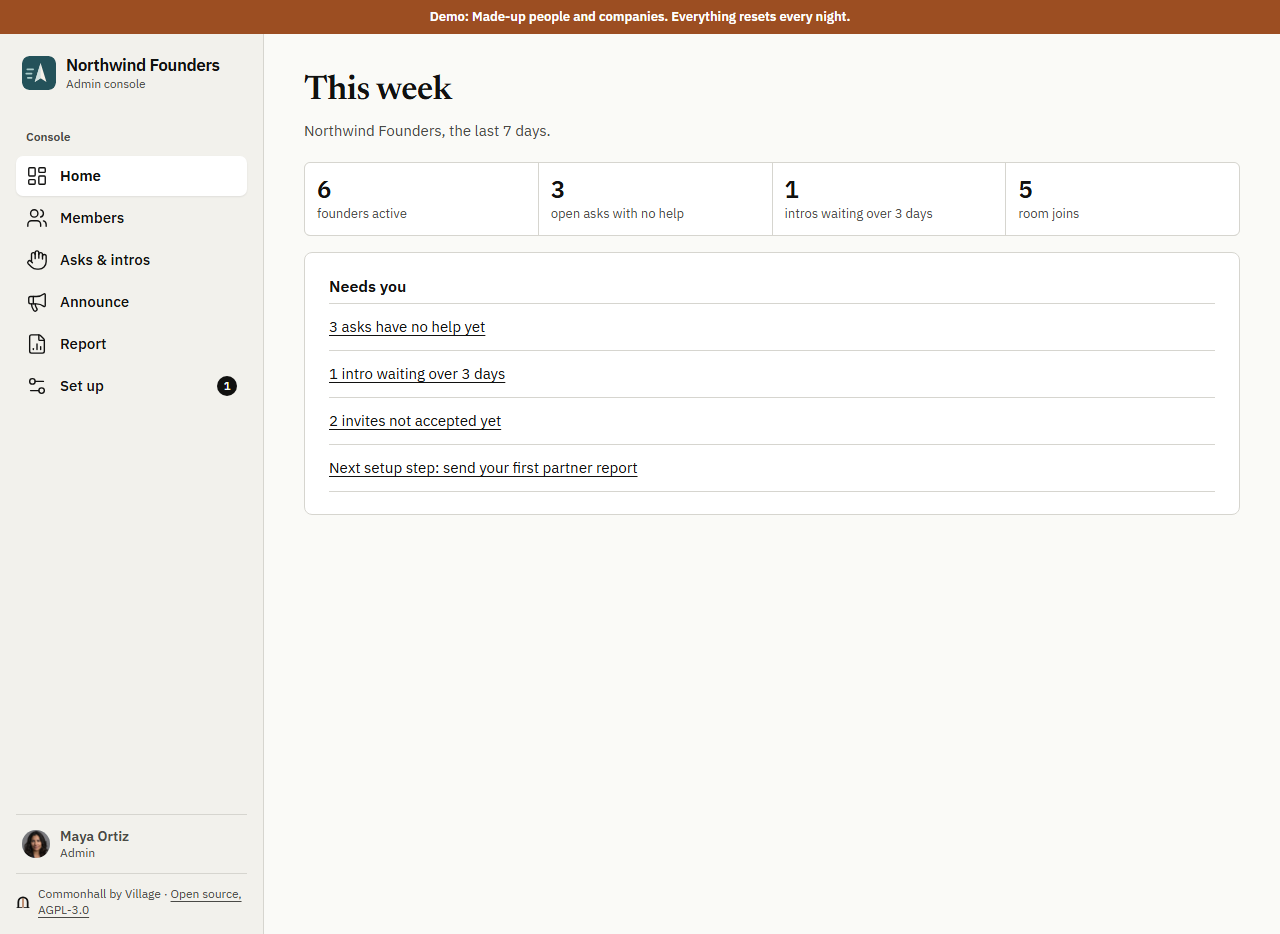 Demo: Made-up people and companies. Everything resets every night.
Northwind Founders
Admin console
Console
Home
Members
Asks & intros
Announce
Report
Set up
1
Maya Ortiz
Admin
Commonhall by Village · Open source,
AGPL-3.0
This week
Northwind Founders, the last 7 days.
6
founders active
3
open asks with no help
1
intros waiting over 3 days
5
room joins
Needs you
3 asks have no help yet
1 intro waiting over 3 days
2 invites not accepted yet
Next setup step: send your first partner report